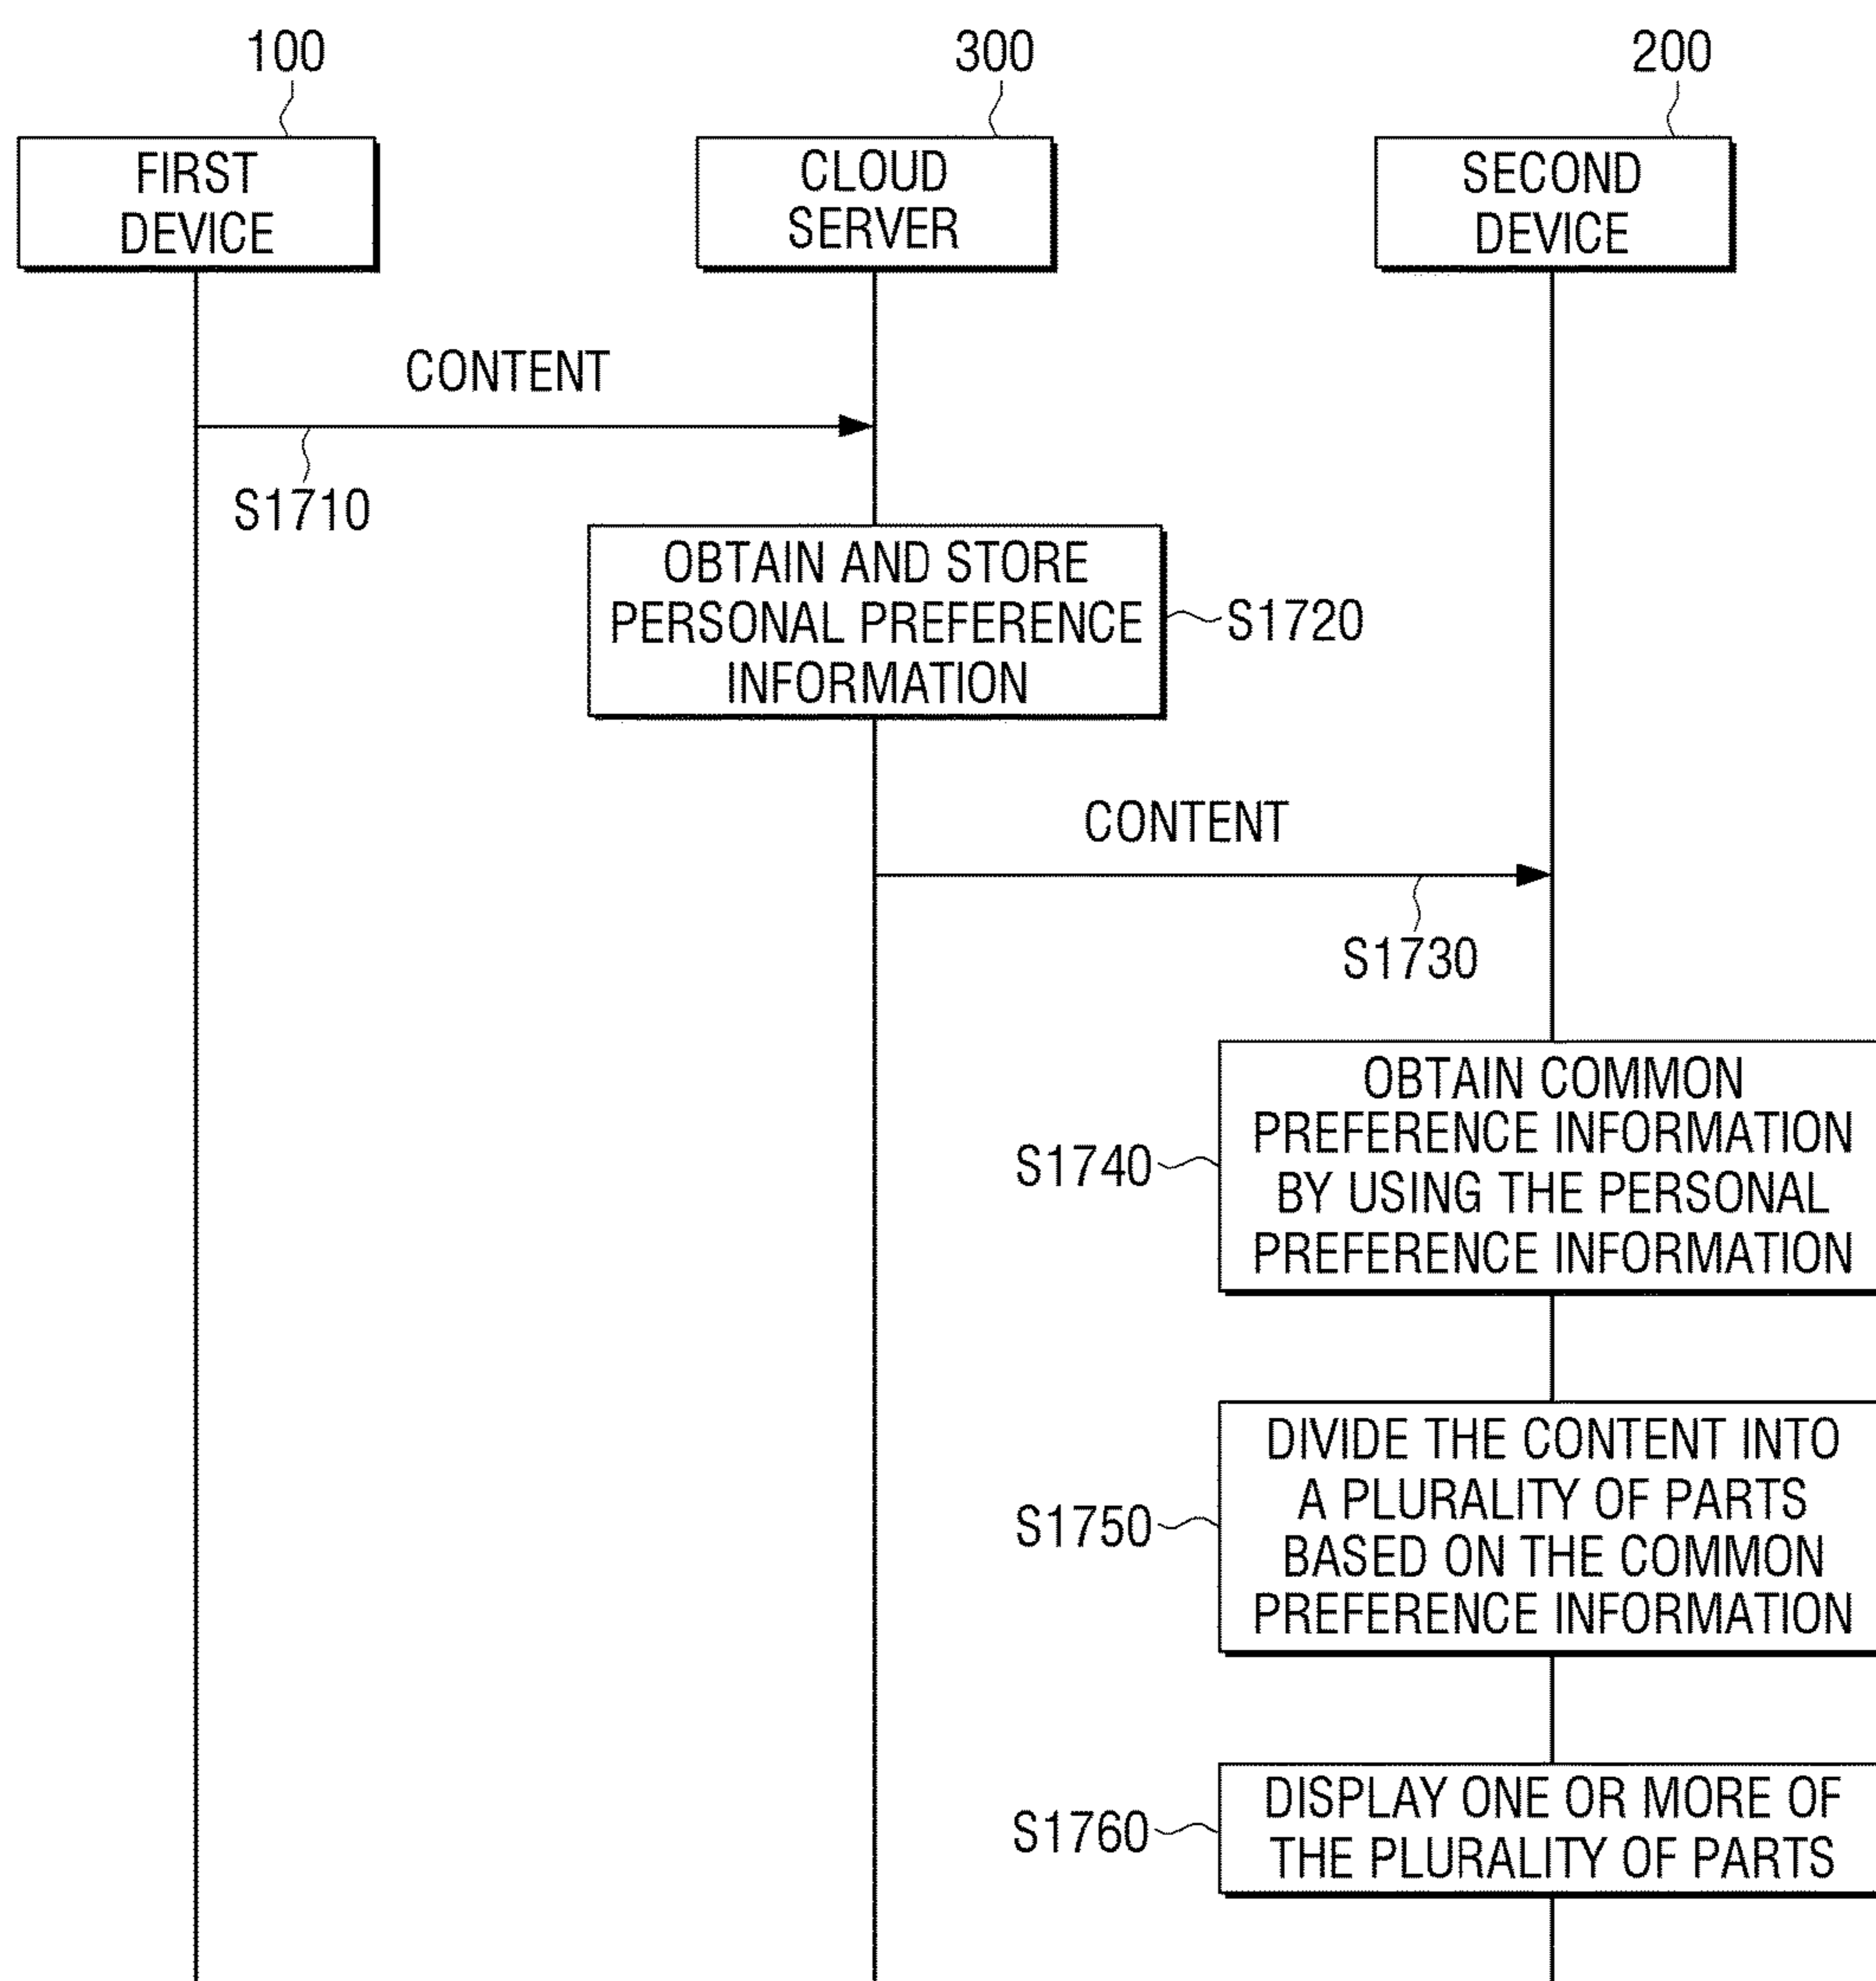 100
300
200
FIRST
DEVICE
CLOUD
SERVER
SECOND
DEVICE
CONTENT
S1710
OBTAIN AND STORE
PERSONAL PREFERENCE
INFORMATION
S1720
CONTENT
S1730
S1740
OBTAIN COMMON
PREFERENCE INFORMATION
BY USING THE PERSONAL
PREFERENCE INFORMATION
S1750
DIVIDE THE CONTENT INTO
A PLURALITY OF PARTS
BASED ON THE COMMON
PREFERENCE INFORMATION
S1760
DISPLAY ONE OR MORE OF
THE PLURALITY OF PARTS